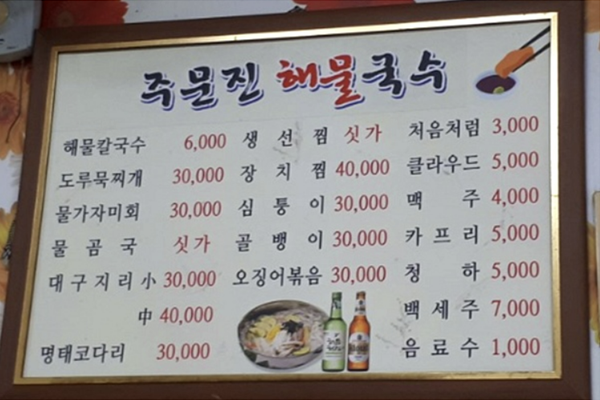 주문진 해물국수
해물칼국수 6,000
도루묵찌개 30,000
물가자미회 30,000
물곰국 싯가
대구지리 小 30,000
中 40,000
명태코다리 30,000
생선찜 싯가
장치찜 40,000
심퉁이 30,000
골뱅이 30,000
오징어볶음 30,000
처음처럼 3,000
클라우드 5,000
맥주 4,000
카프리 5,000
청하 5,000
백세주 7,000
음료수 1,000